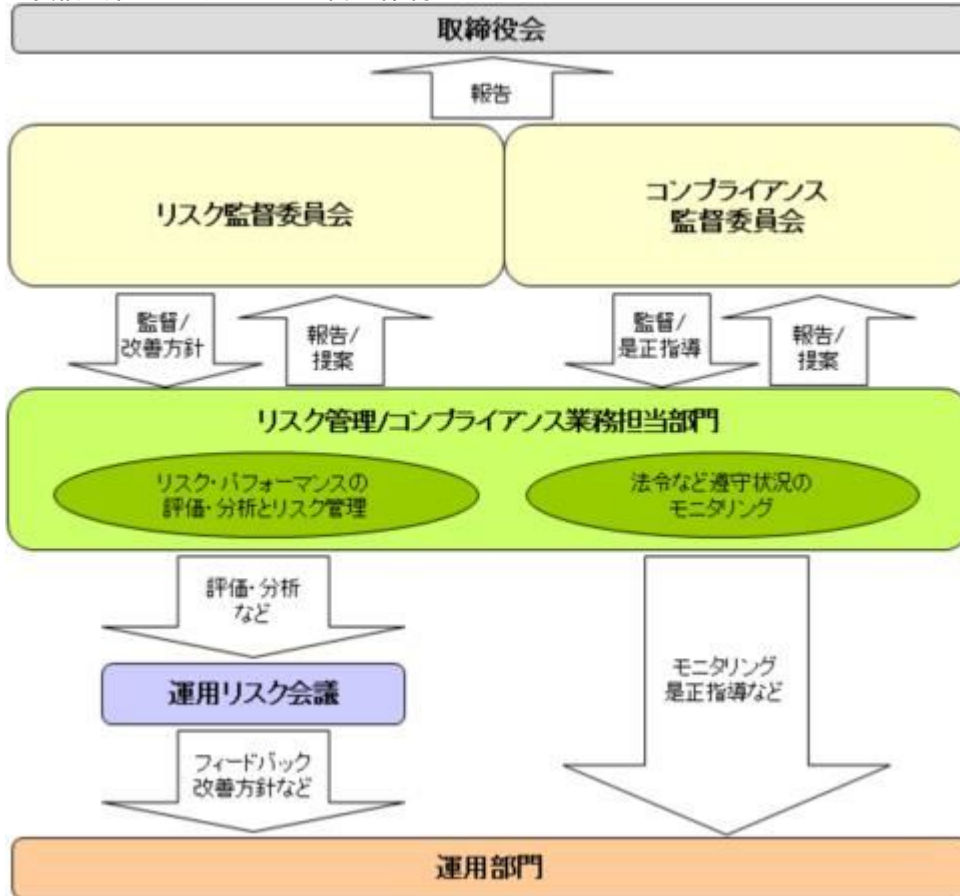 取締役会
報告
リスク監督委員会
コンプライアンス
監督委員会
監督/
改善方針
報告/
提案
監督/
是正指導
報告/
提案
リスク管理/コンプライアンス業務担当部門
リスク・パフォーマンスの
評価・分析とリスク管理
法令など遵守状況の
モニタリング
評価・分析
など
運用リスク会議
モニタリング
是正指導など
フィードバック
改善方針など
運用部門